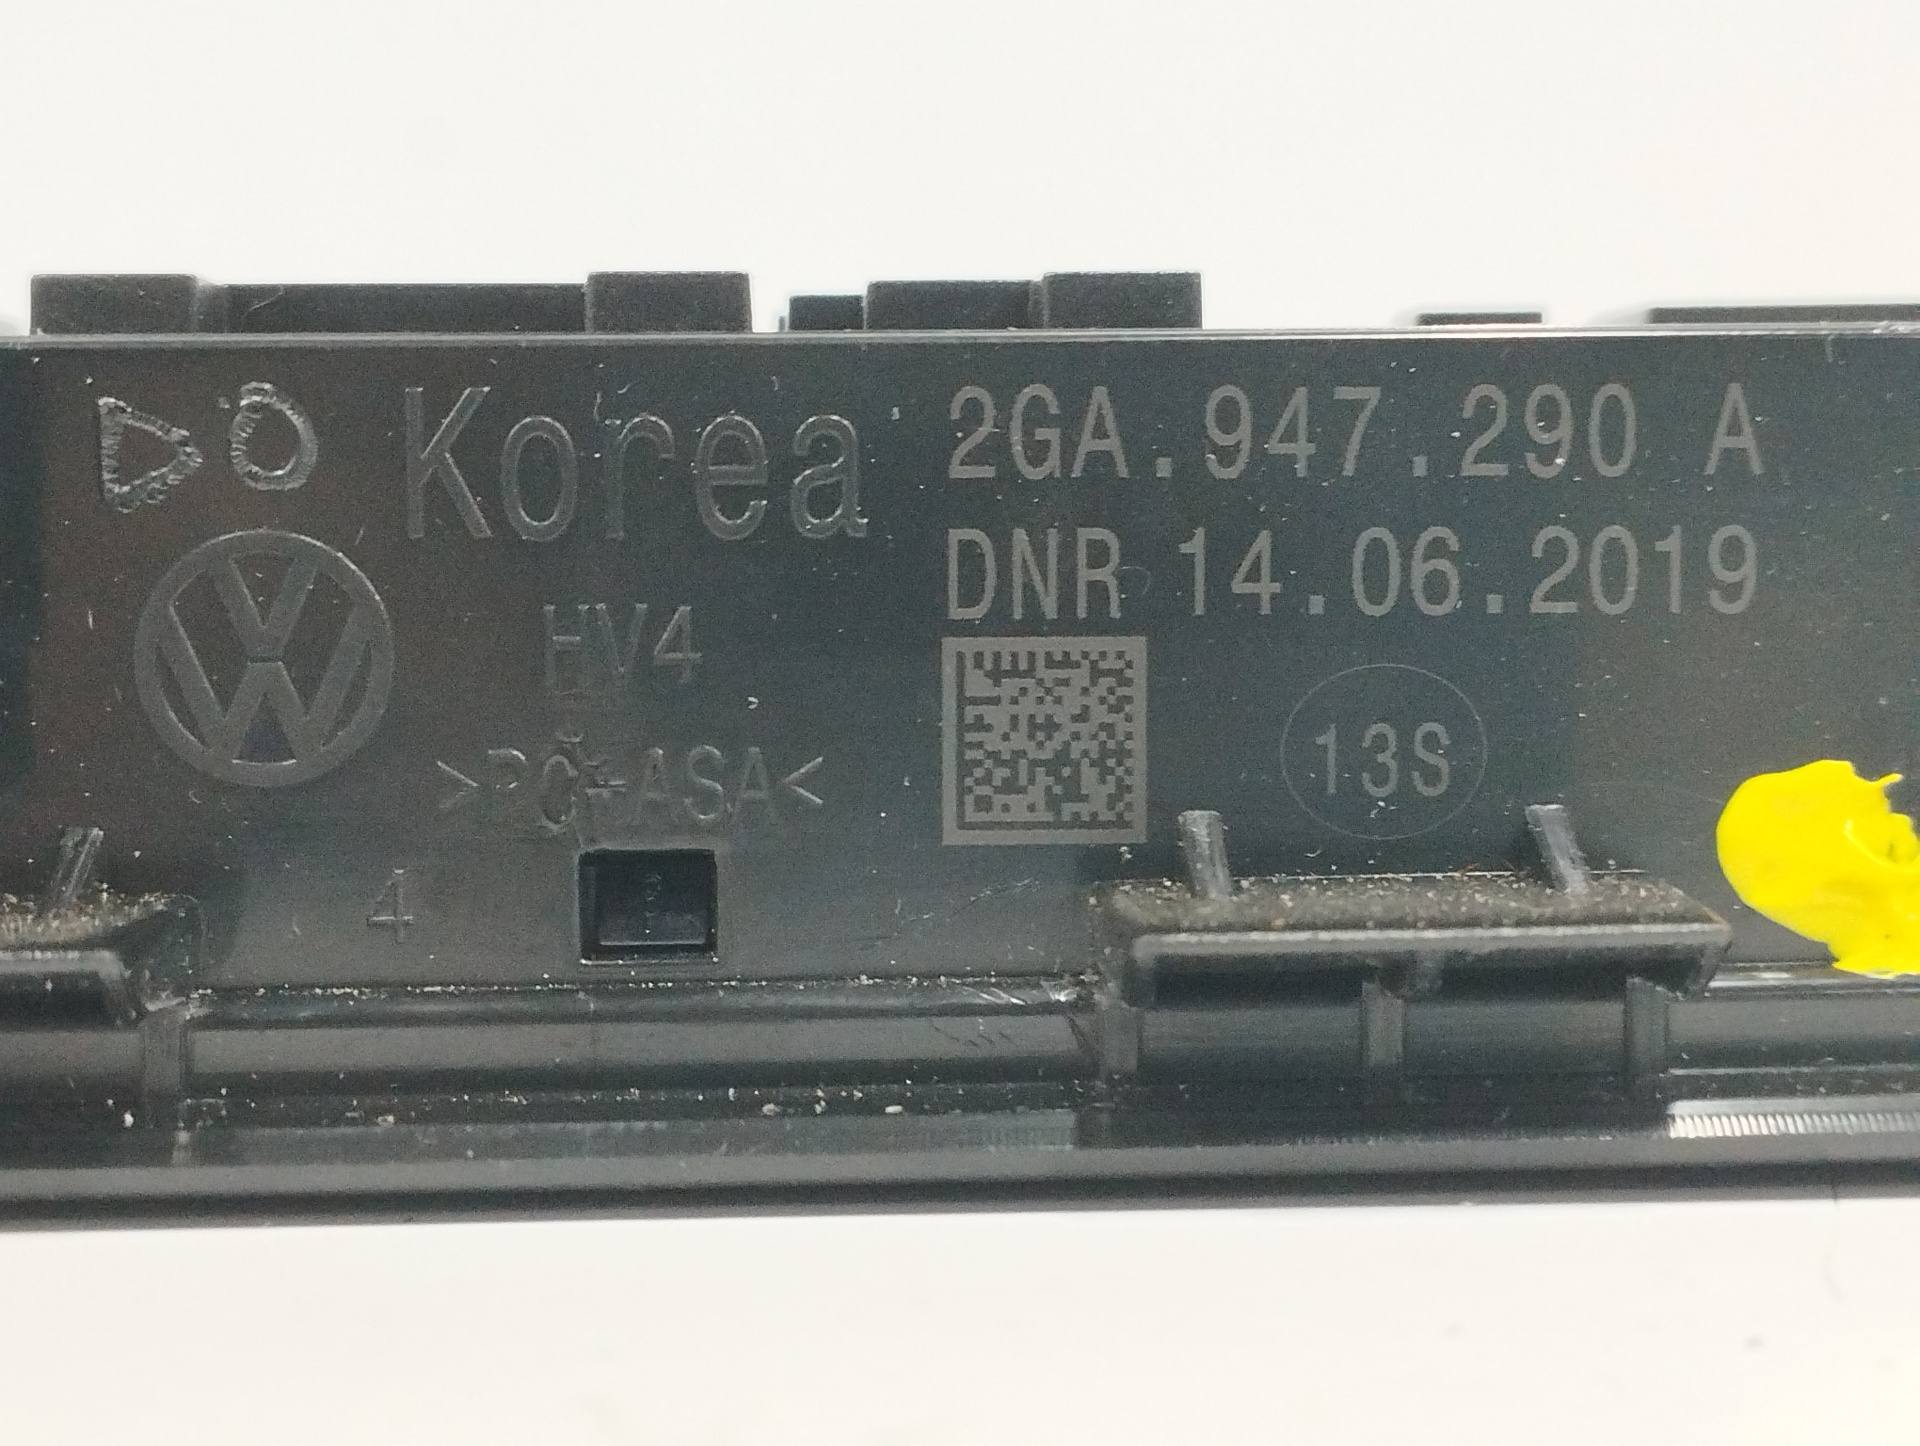 Korea
HV4
>PC+ASA<
4
2GA.947.290 A
DNR 14.06.2019
13S